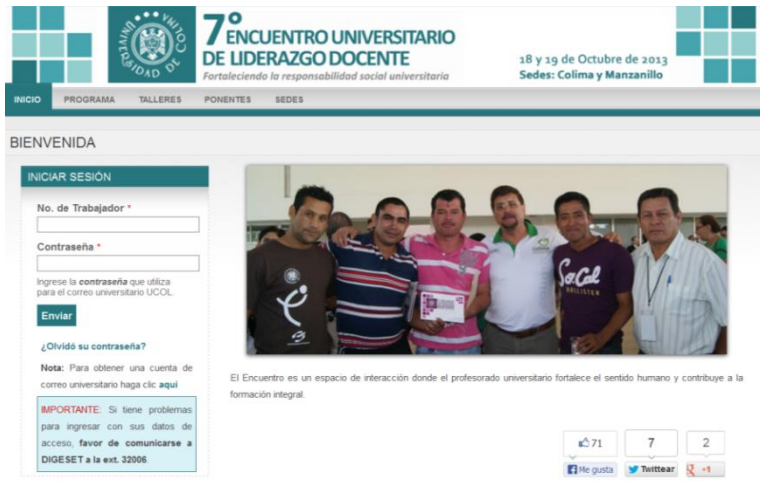 UNIVERSIDAD DE COLIMA
7° ENCUENTRO UNIVERSITARIO
DE LIDERAZGO DOCENTE
Fortaleciendo la responsabilidad social universitaria
18 y 19 de Octubre de 2013
Sedes: Colima y Manzanillo
INICIO PROGRAMA TALLERES PONENTES SEDES
BIENVENIDA
INICIAR SESIÓN
No. de Trabajador *
Contraseña *
Ingrese la contraseña que utiliza
para el correo universitario UCOL.
Enviar
¿Olvidó su contraseña?
Nota: Para obtener una cuenta de
correo universitario haga clic aquí
IMPORTANTE: Si tiene problemas
para ingresar con sus datos de
acceso, favor de comunicarse a
DIGESET a la ext. 32006.
SoCal
HOLLISTER
El Encuentro es un espacio de interacción donde el profesorado universitario fortalece el sentido humano y contribuye a la
formación integral.
71 7 2
Me gusta Twittear +1